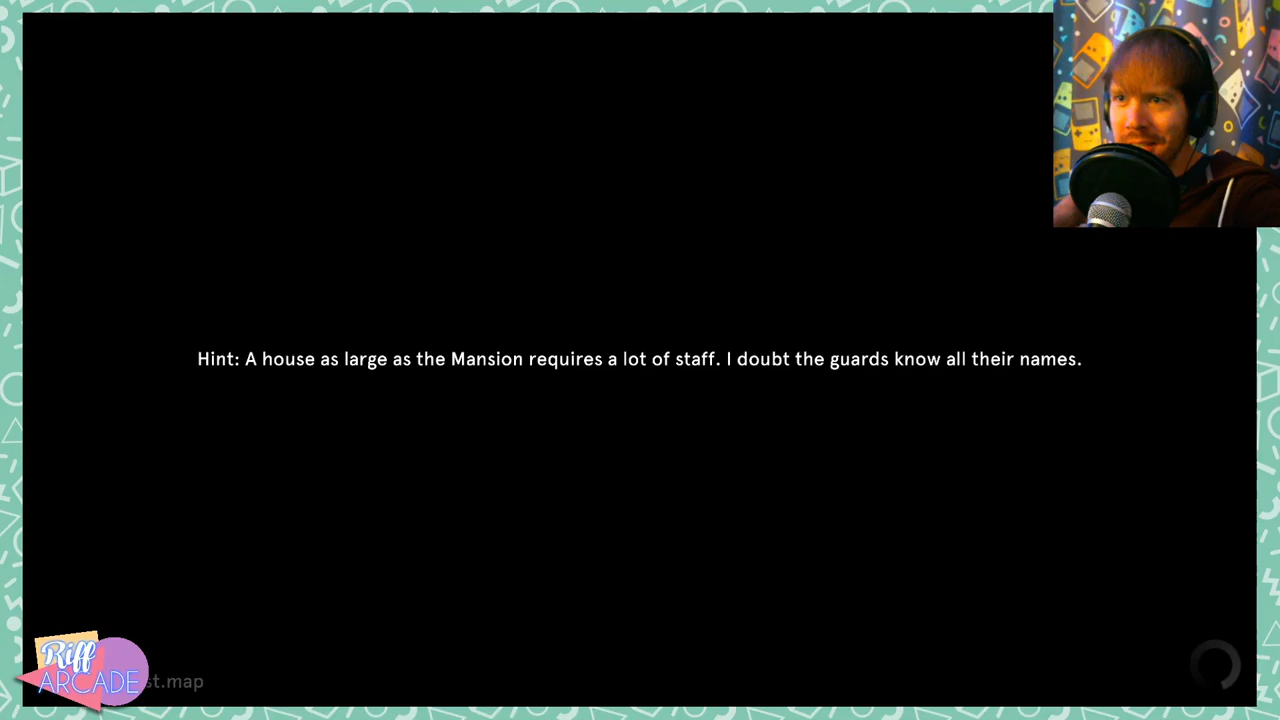 Hint: A house as large as the Mansion requires a lot of staff. I doubt the guards know all their names.
Riff
ARCADE
st.map